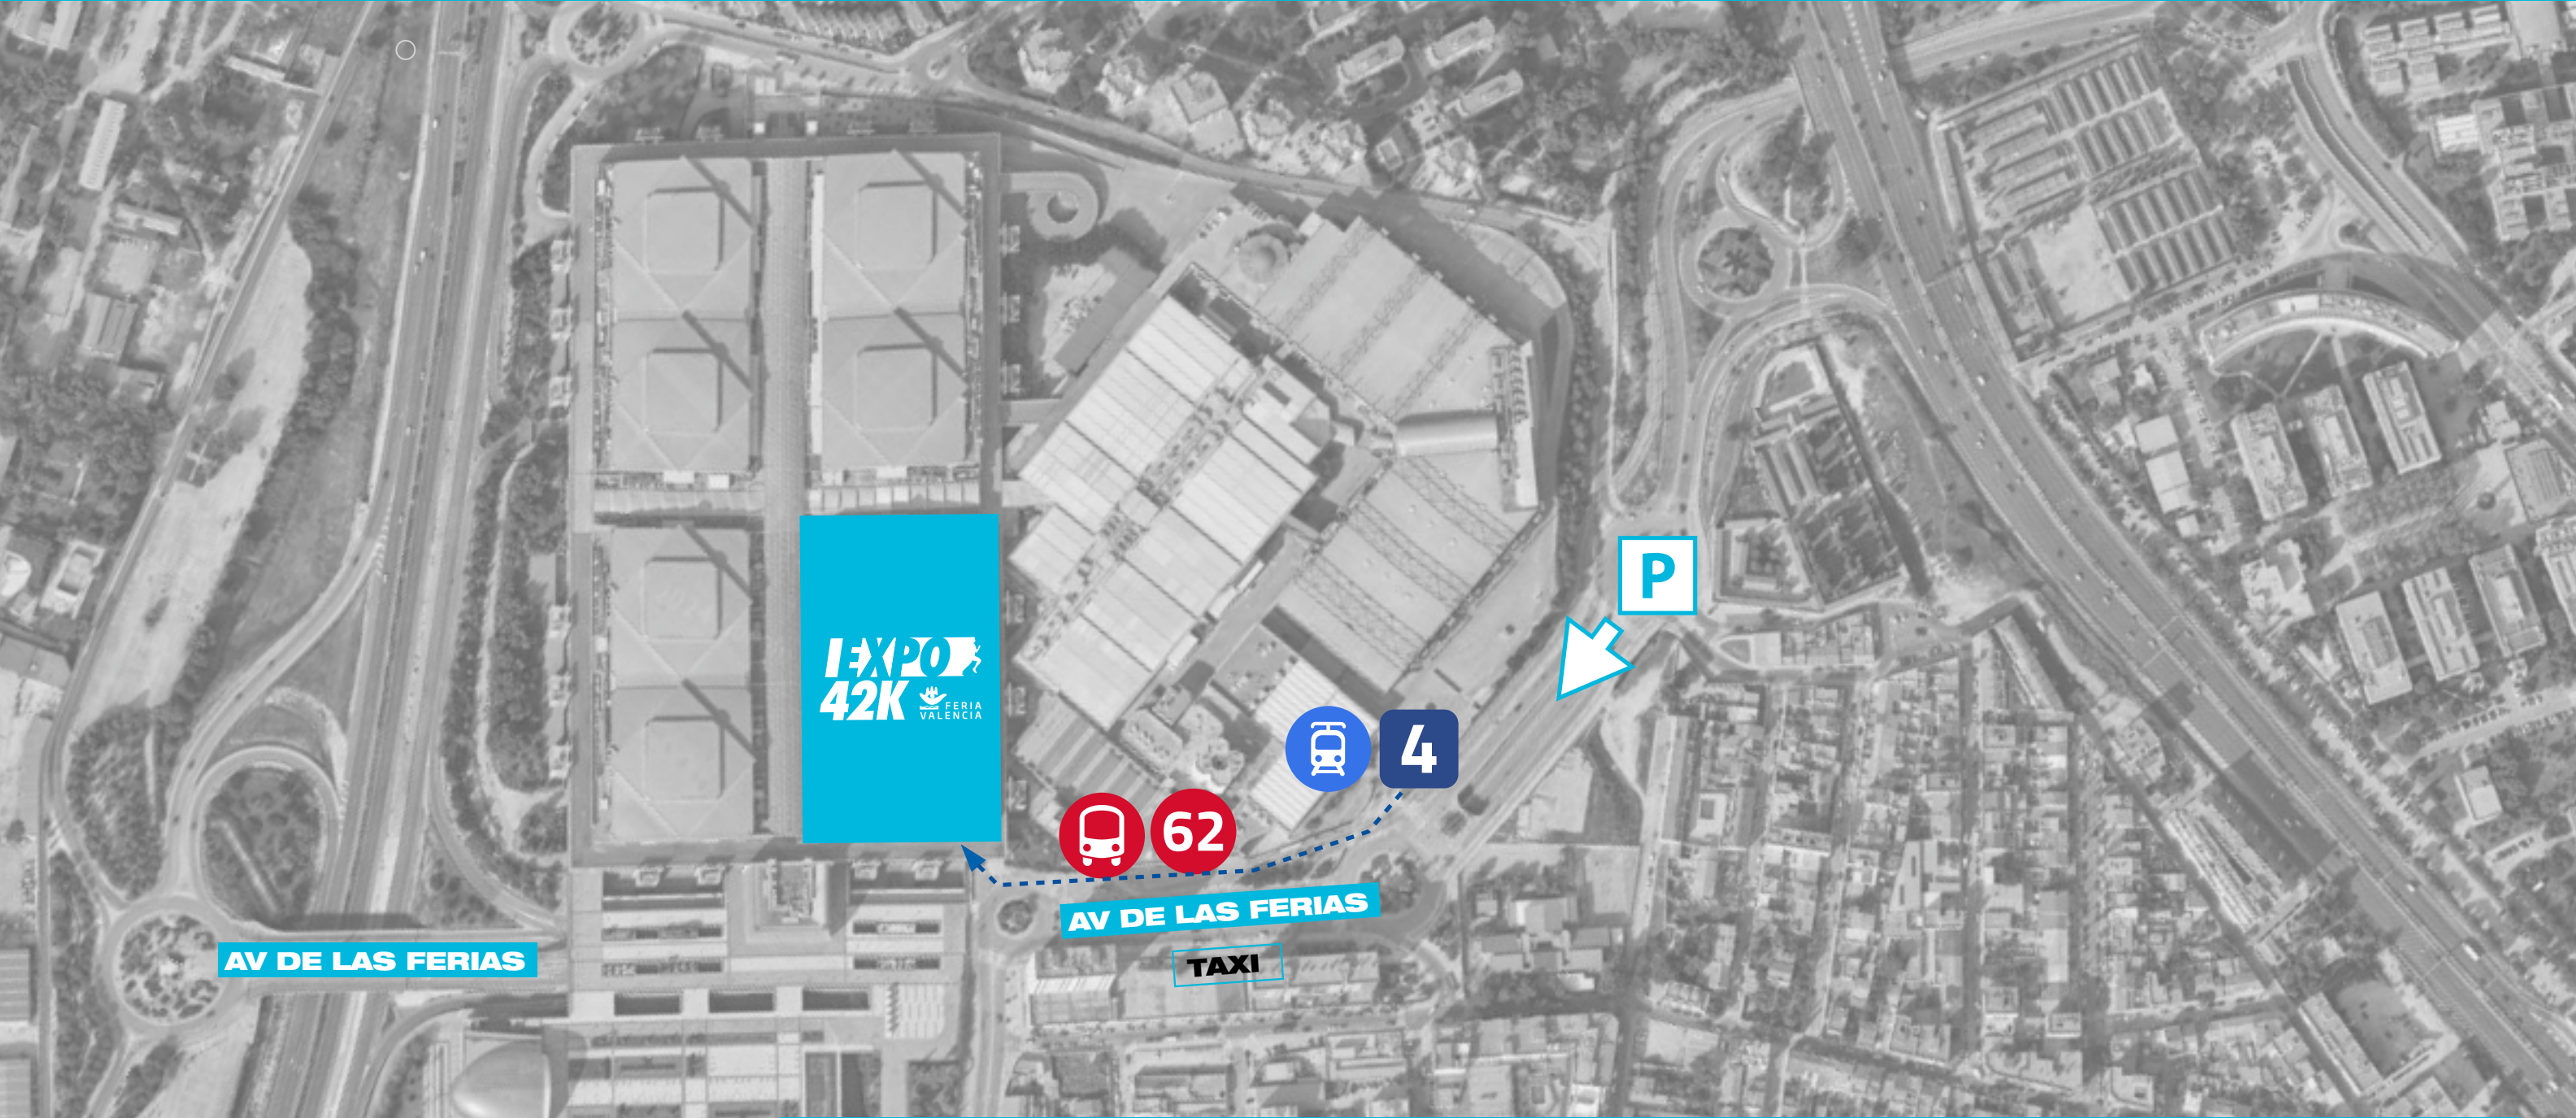 P
EXPO
42K
FERIA
VALENCIA
4
62
AV DE LAS FERIAS
AV DE LAS FERIAS
TAXI